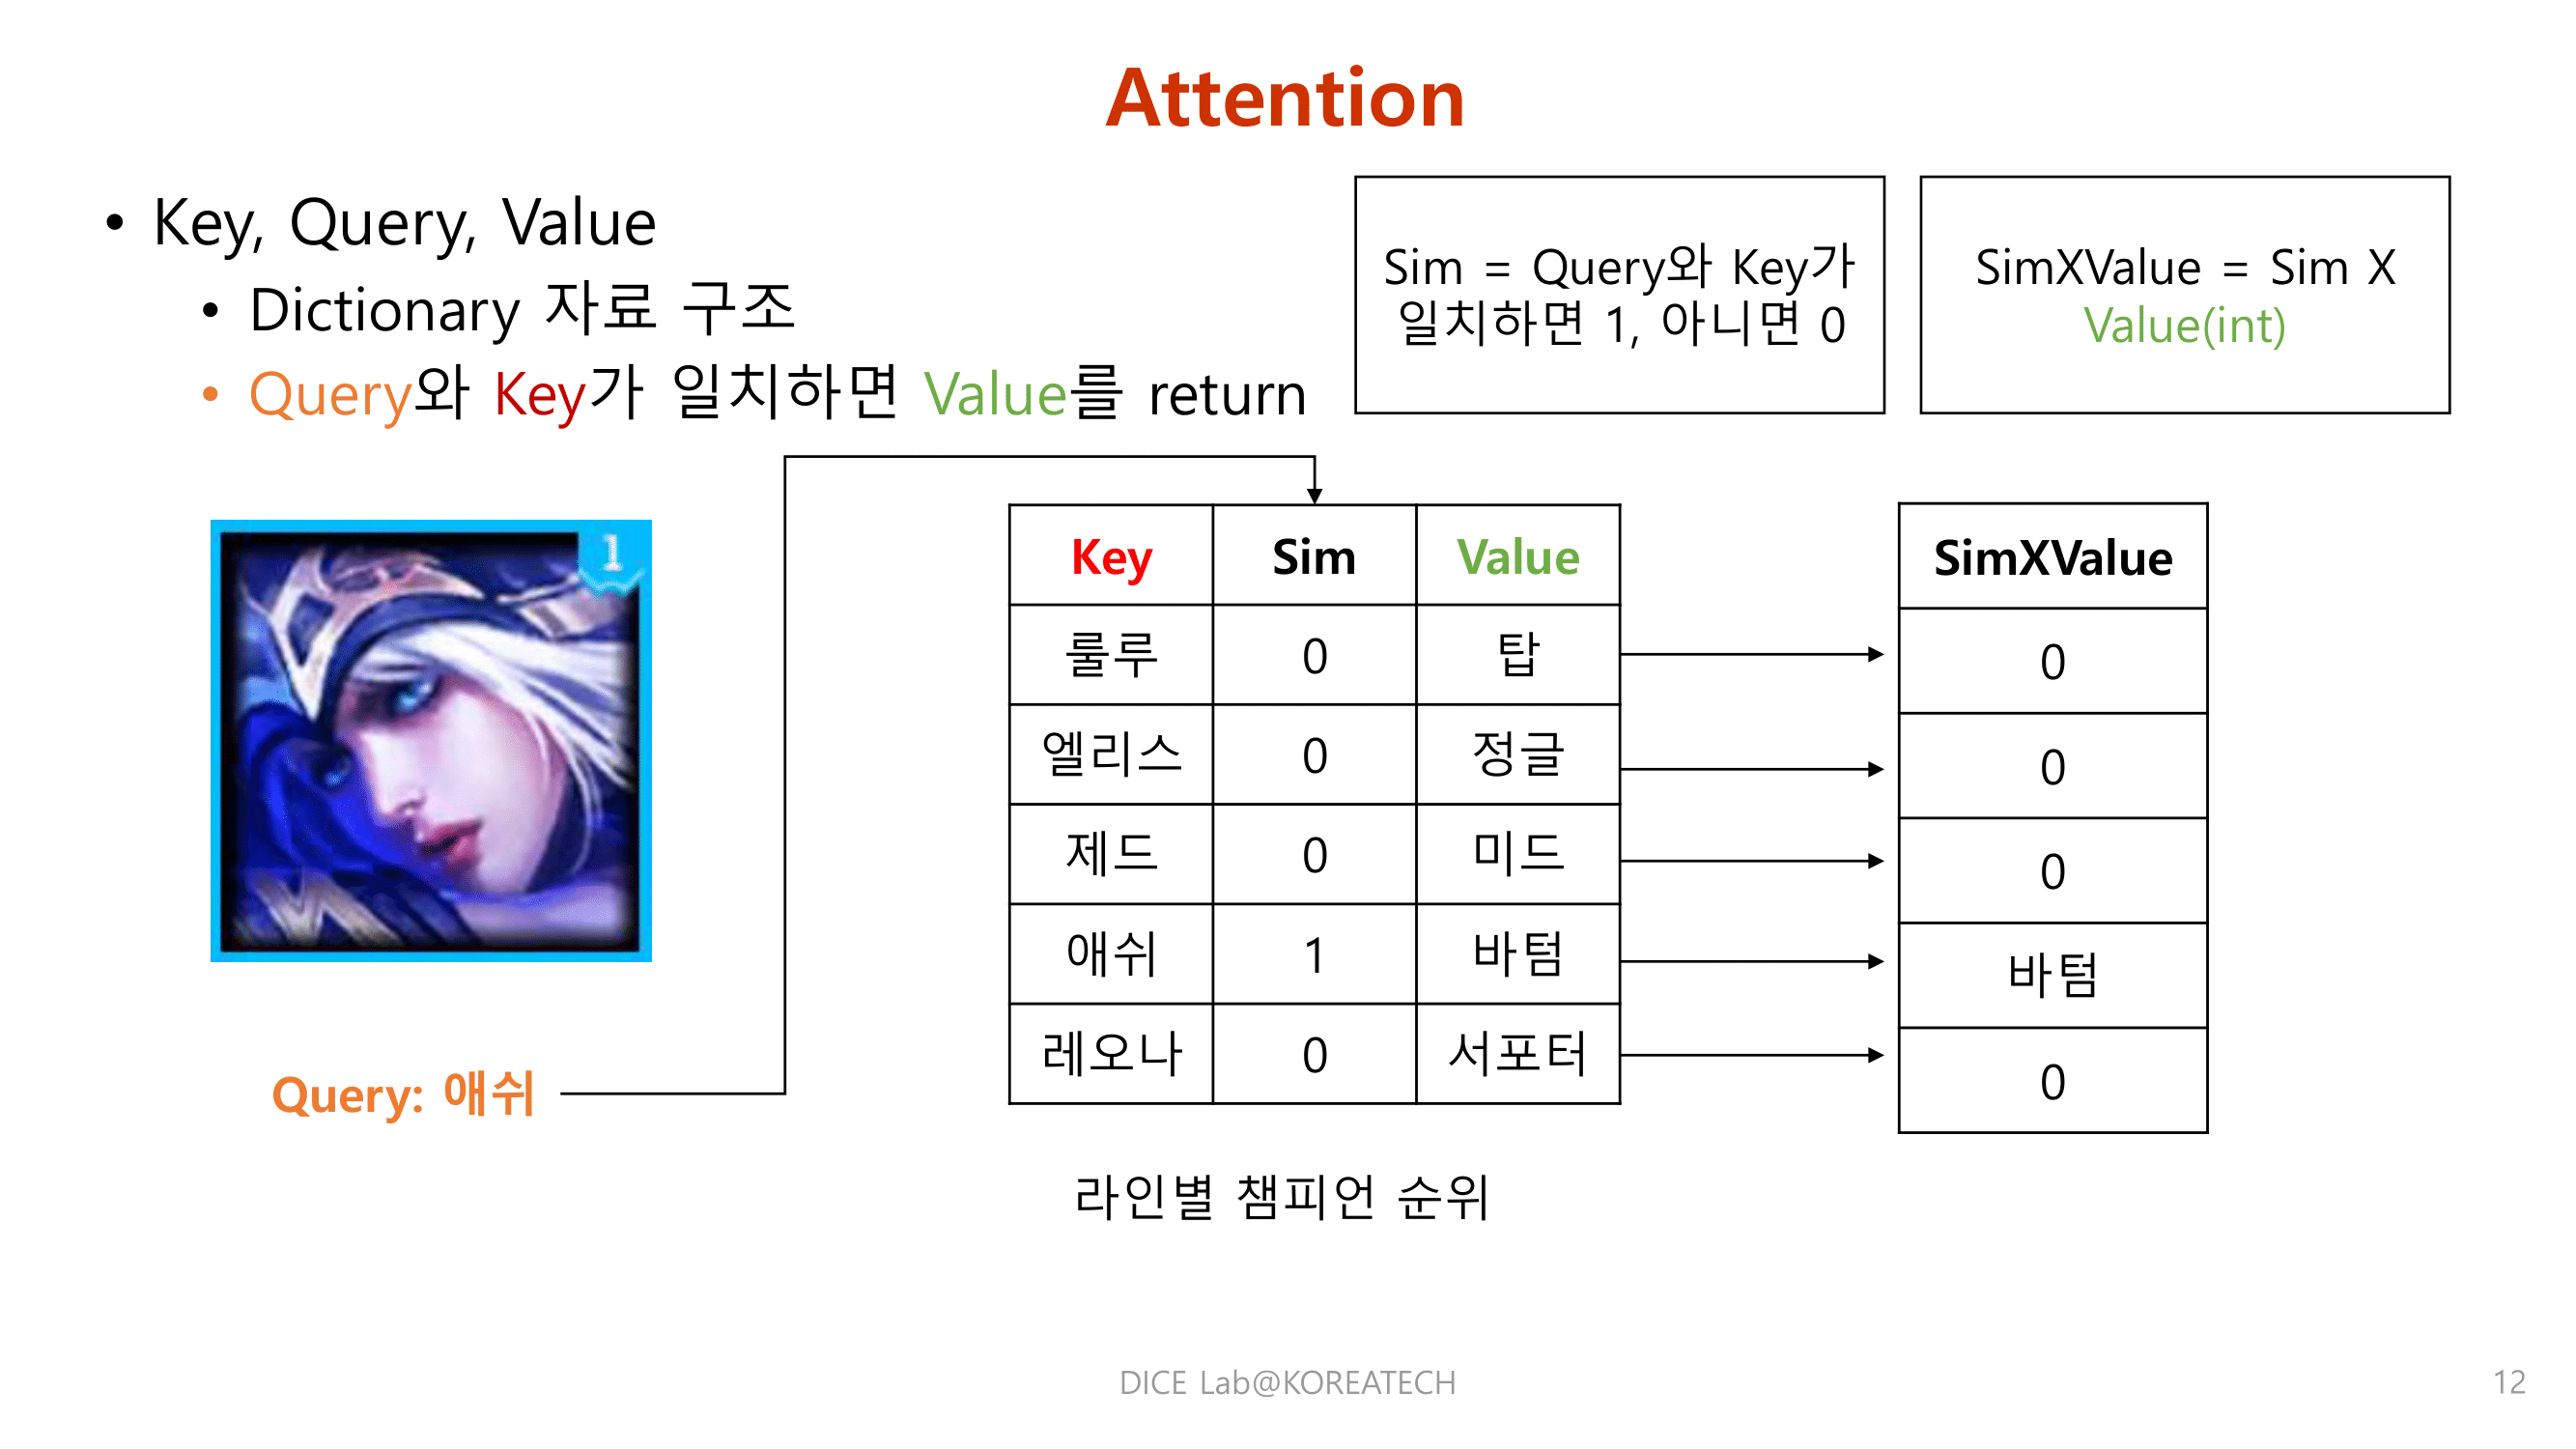 Attention
• Key, Query, Value
• Dictionary 자료 구조
• Query와 Key가 일치하면 Value를 return
Sim = Query와 Key가
일치하면 1, 아니면 0
SimXValue = Sim X
Value(int)
1
Query: 애쉬
Key Sim Value
룰루 0 탑
엘리스 0 정글
제드 0 미드
애쉬 1 바텀
레오나 0 서포터
라인별 챔피언 순위
SimXValue
0
0
0
바텀
0
DICE Lab@KOREATECH
12